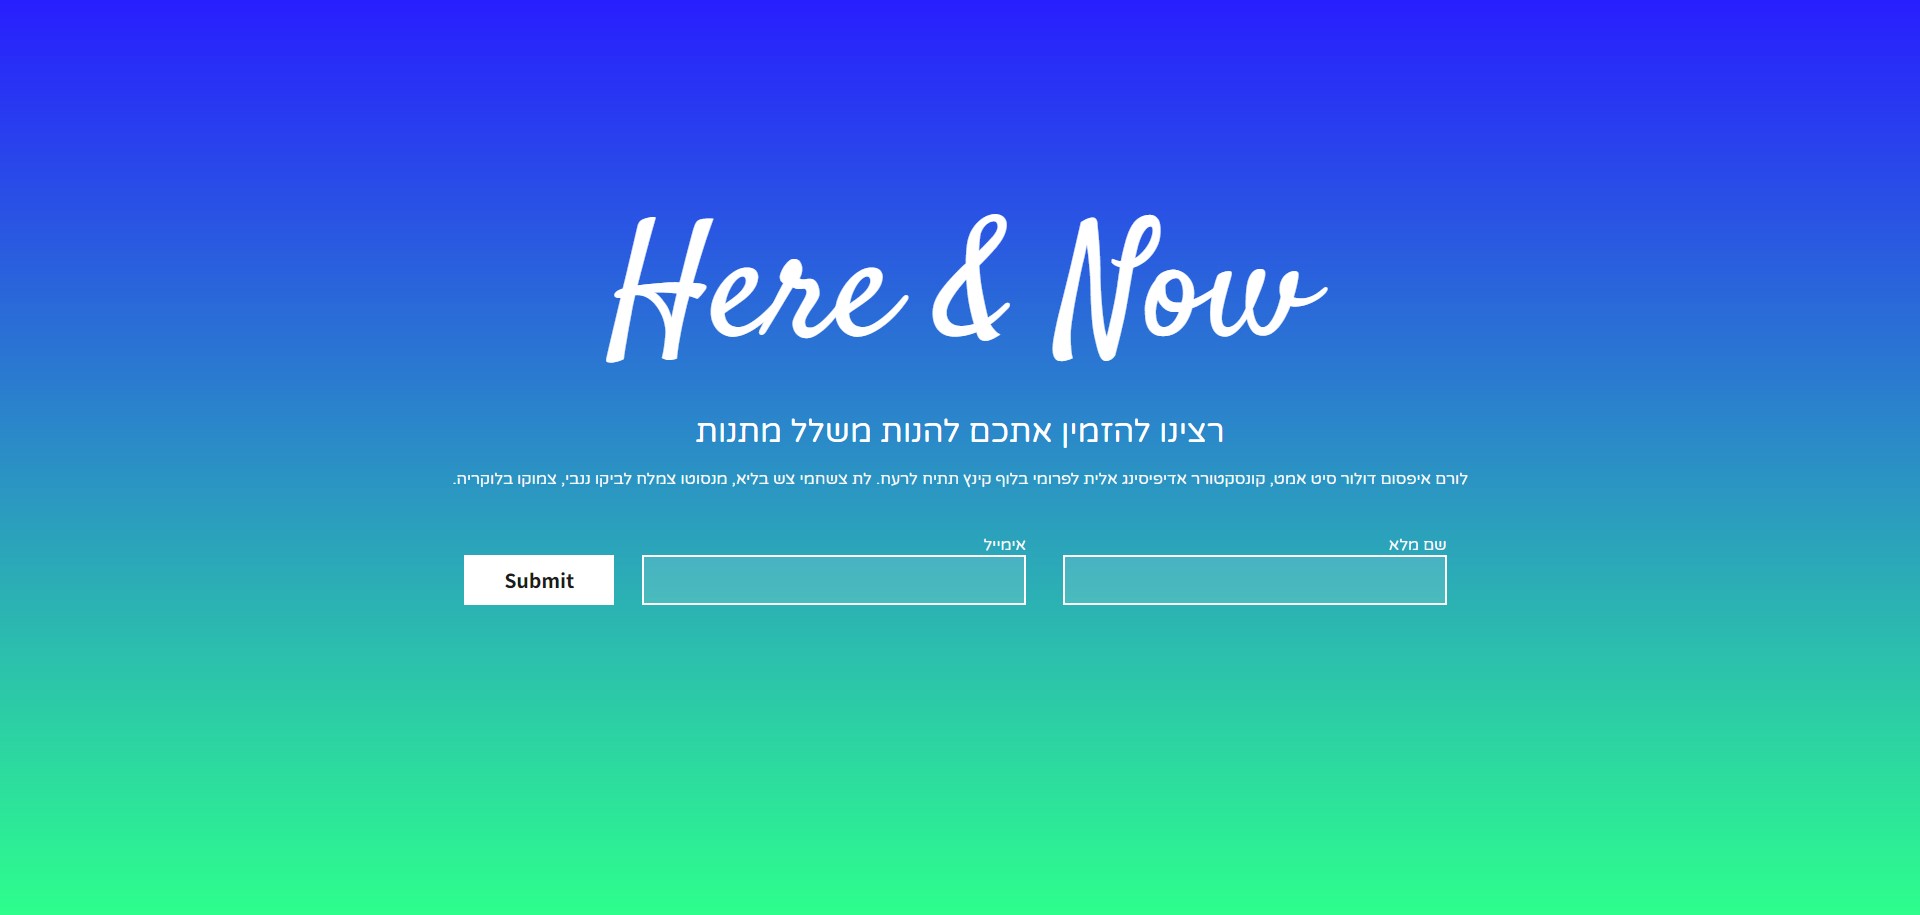 Here & Now
רצינו להזמין אתכם להנות משלל מתנות
לורם איפסום דולור סיט אמט, קונסקטורר אדיפיסינג אלית לפרומי בלוף קינץ תתיח לרעח. לת צשחמי צש בליא, מנסוטו צמלח לביקו ננבי, צמוקו בלוקריה.
שם מלא
אימייל
Submit